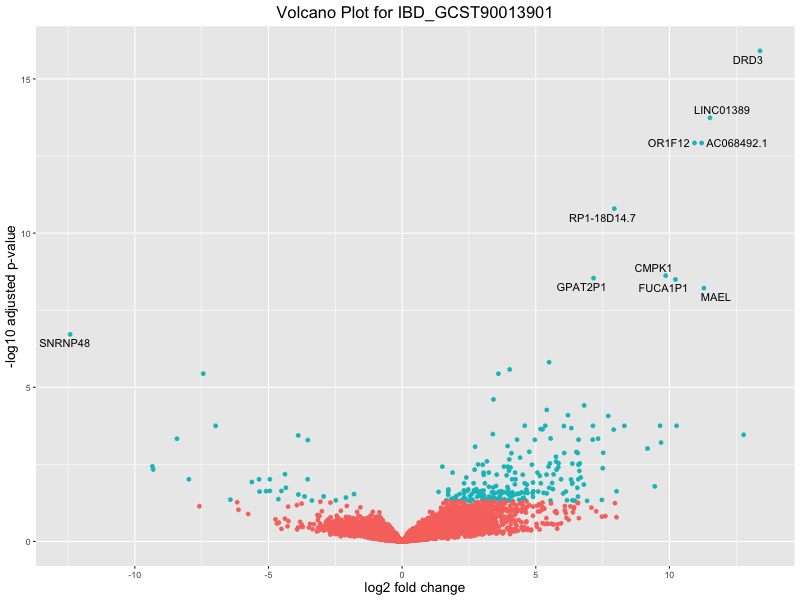 Volcano Plot for IBD_GCST90013901
DRD3
LINC01389
OR1F12
AC068492.1
RP1-18D14.7
CMPK1
GPAT2P1
FUCA1P1
MAEL
SNRNP48
15
10
5
0
-log10 adjusted p-value
-10
-5
0
5
10
log2 fold change